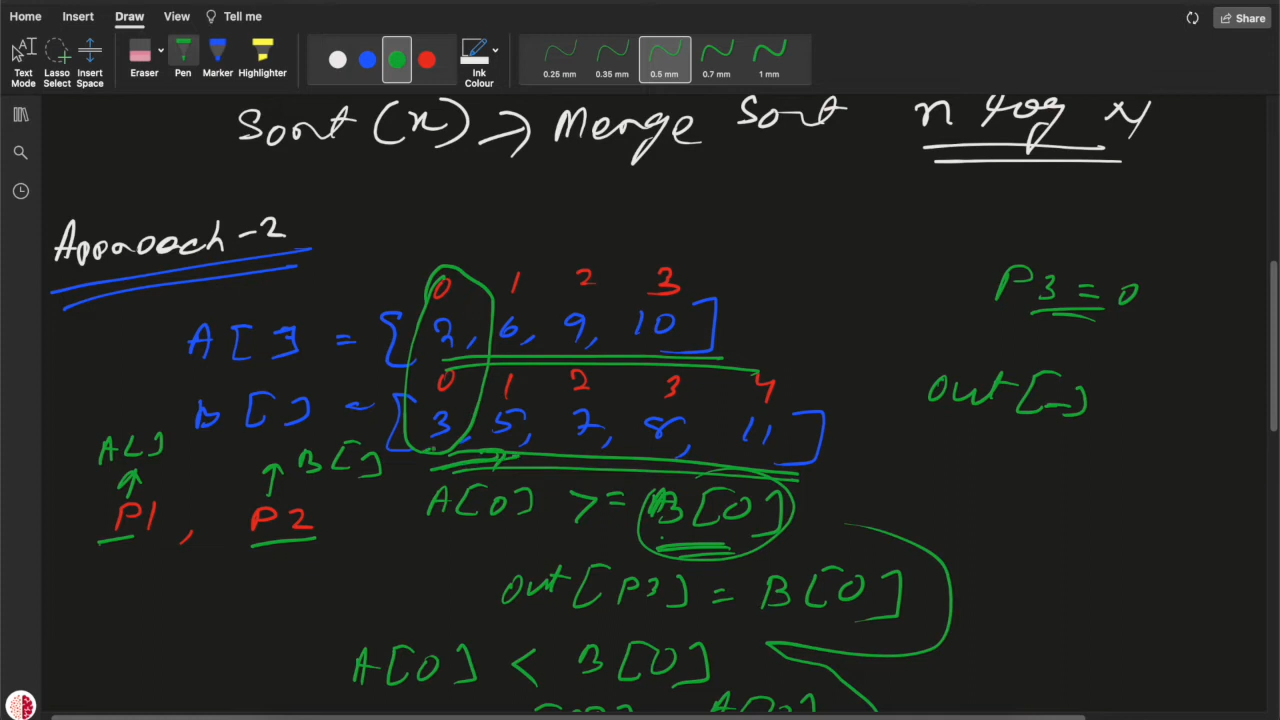 Home Insert Draw View Tell me Share
Text Mode Lasso Select Insert Space Eraser Pen Marker Highlighter Ink Colour 0.25 mm 0.35 mm 0.5 mm 0.7 mm 1 mm
Sort (x) => Merge Sort n log n
Approach-2
P3 = 0
0 1 2 3
A[] = {2, 6, 9, 10]
0 1 2 3 4
out[_]
B[] = [3, 5, 7, 8, 11]
A[] B[]
P1, P2
A[0] >= B[0]
out[P3] = B[0]
A[0] < B[0]